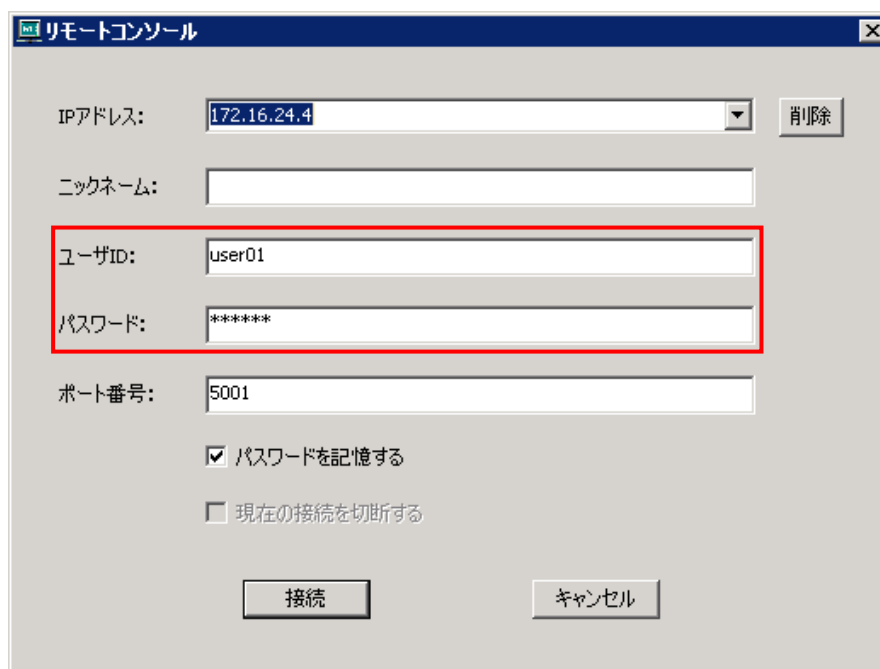 リモートコンソール
IPアドレス: 172.16.24.4 削除
ニックネーム:
ユーザID: user01
パスワード: ******
ポート番号: 5001
パスワードを記憶する
現在の接続を切断する
接続 キャンセル